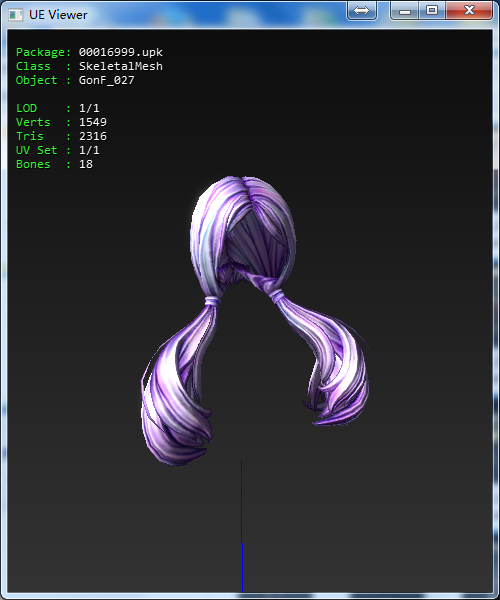 UE Viewer
Package: 00016999.upk
Class : SkeletalMesh
Object : GonF_027
LOD : 1/1
Verts : 1549
Tris : 2316
UV Set : 1/1
Bones : 18